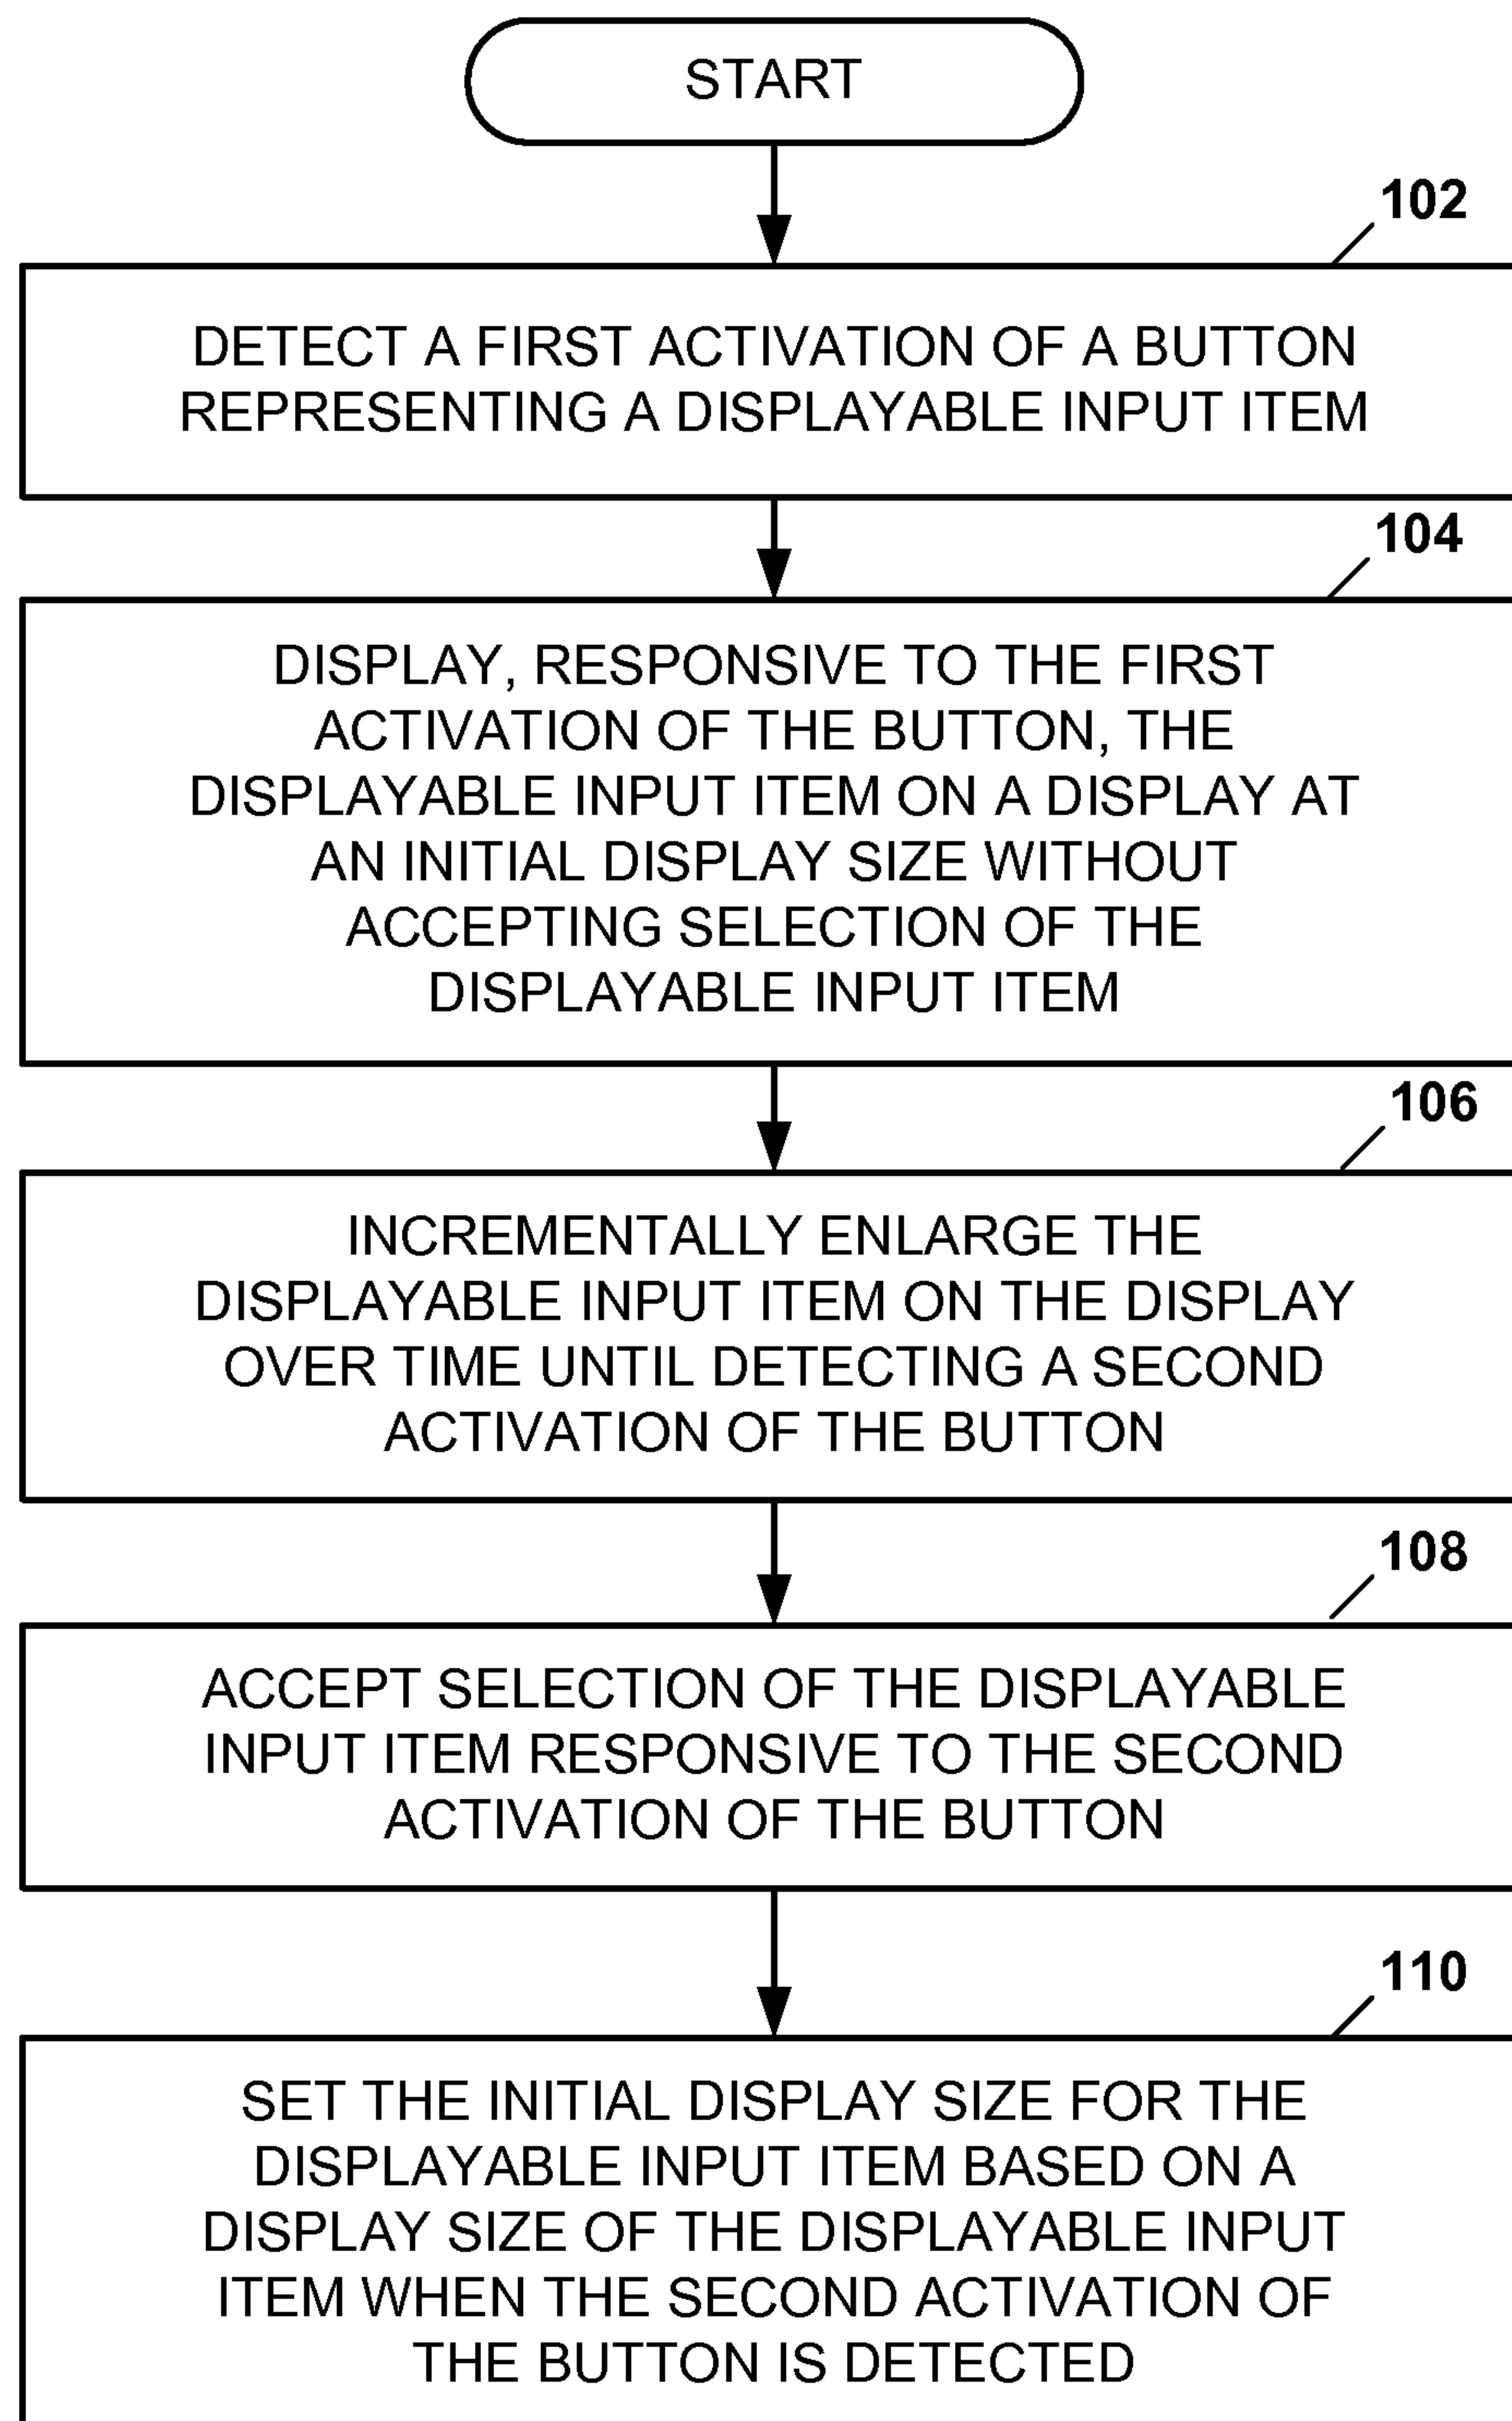 START
102
DETECT A FIRST ACTIVATION OF A BUTTON
REPRESENTING A DISPLAYABLE INPUT ITEM
104
DISPLAY, RESPONSIVE TO THE FIRST
ACTIVATION OF THE BUTTON, THE
DISPLAYABLE INPUT ITEM ON A DISPLAY AT
AN INITIAL DISPLAY SIZE WITHOUT
ACCEPTING SELECTION OF THE
DISPLAYABLE INPUT ITEM
106
INCREMENTALLY ENLARGE THE
DISPLAYABLE INPUT ITEM ON THE DISPLAY
OVER TIME UNTIL DETECTING A SECOND
ACTIVATION OF THE BUTTON
108
ACCEPT SELECTION OF THE DISPLAYABLE
INPUT ITEM RESPONSIVE TO THE SECOND
ACTIVATION OF THE BUTTON
110
SET THE INITIAL DISPLAY SIZE FOR THE
DISPLAYABLE INPUT ITEM BASED ON A
DISPLAY SIZE OF THE DISPLAYABLE INPUT
ITEM WHEN THE SECOND ACTIVATION OF
THE BUTTON IS DETECTED